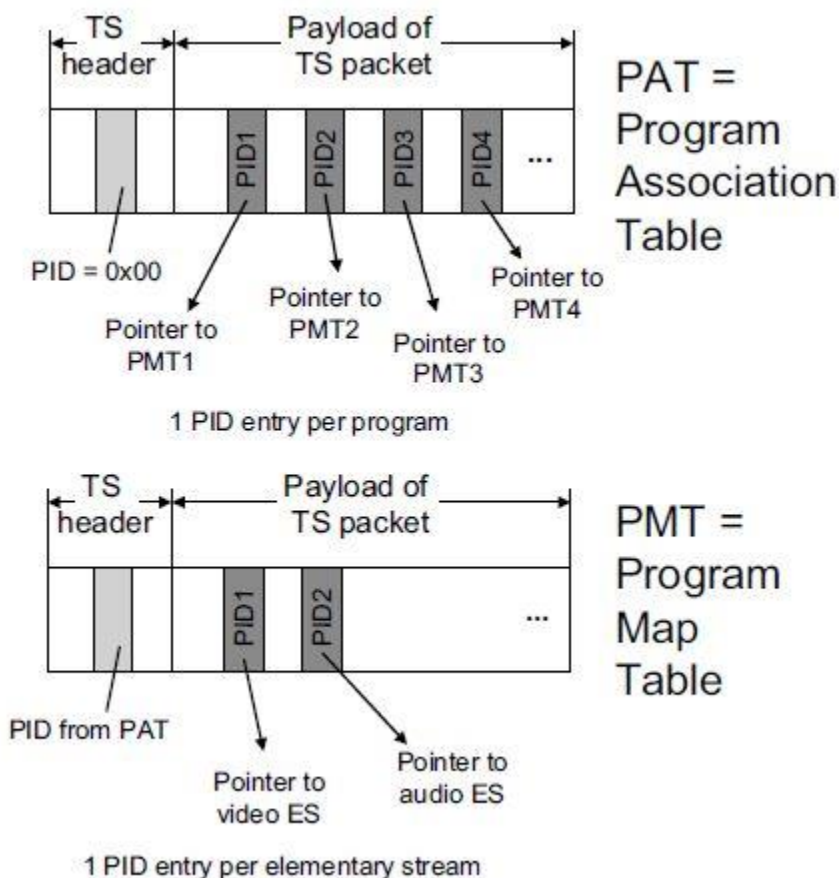 TS
header
Payload of
TS packet
PID1
PID2
PID3
PID4
...
PAT =
Program
Association
Table
PID = 0x00
Pointer to
PMT1
Pointer to
PMT2
Pointer to
PMT3
Pointer to
PMT4
1 PID entry per program
TS
header
Payload of
TS packet
PID1
PID2
...
PMT =
Program
Map
Table
PID from PAT
Pointer to
video ES
Pointer to
audio ES
1 PID entry per elementary stream